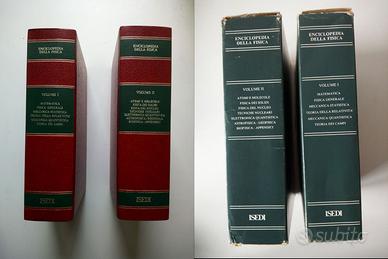 ENCICLOPEDIA
DELLA FISICA
VOLUME I
MATEMATICA
FISICA GENERALE
MECCANICA STATISTICA
TEORIA DELLA RELATIVITÀ
MECCANICA QUANTISTICA
TEORIA DEI CAMPI
ISEDI
ENCICLOPEDIA
DELLA FISICA
VOLUME II
ATOMI E MOLECOLE
FISICA DEI SOLIDI
FISICA DEL NUCLEO
TECNICHE NUCLEARI
ELETTRONICA QUANTISTICA
ASTROFISICA - GEOFISICA
BIOFISICA - APPENDICI
ISEDI
ENCICLOPEDIA
DELLA FISICA
VOLUME II
ATOMI E MOLECOLE
FISICA DEI SOLIDI
FISICA DEL NUCLEO
TECNICHE NUCLEARI
ELETTRONICA QUANTISTICA
ASTROFISICA - GEOFISICA
BIOFISICA - APPENDICI
ISEDI
ENCICLOPEDIA
DELLA FISICA
VOLUME I
MATEMATICA
FISICA GENERALE
MECCANICA STATISTICA
TEORIA DELLA RELATIVITÀ
MECCANICA QUANTISTICA
TEORIA DEI CAMPI
ISEDI
subito